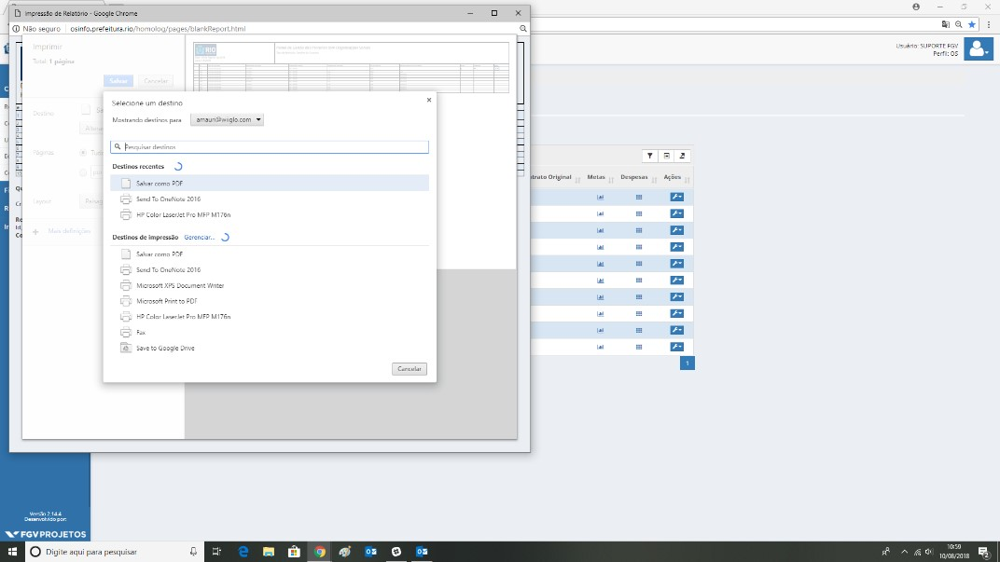 Impressão de Relatório - Google Chrome
Não seguro
osinfo.prefeitura.rio/homolog/pages/blankReport.html
Imprimir
Total: 1 página
Salvar
Cancelar
Destino
Páginas
Layout
Mais definições
RIO
Selecione um destino
Mostrando destinos para
Pesquisar destinos
Destinos recentes
Salvar como PDF
Send To OneNote 2016
HP Color LaserJet Pro MFP M176n
Destinos de impressão
Gerenciar...
Salvar como PDF
Send To OneNote 2016
Microsoft XPS Document Writer
Microsoft Print to PDF
HP Color LaserJet Pro MFP M176n
Fax
Save to Google Drive
Cancelar
Usuário: SUPORTE FGV
Perfil: OS
Original
Metas
Despesas
Ações
1
Versão 7.14.4
Desenvolvido por:
FGV PROJETOS
Digite aqui para pesquisar
10:59
10/08/2018
2